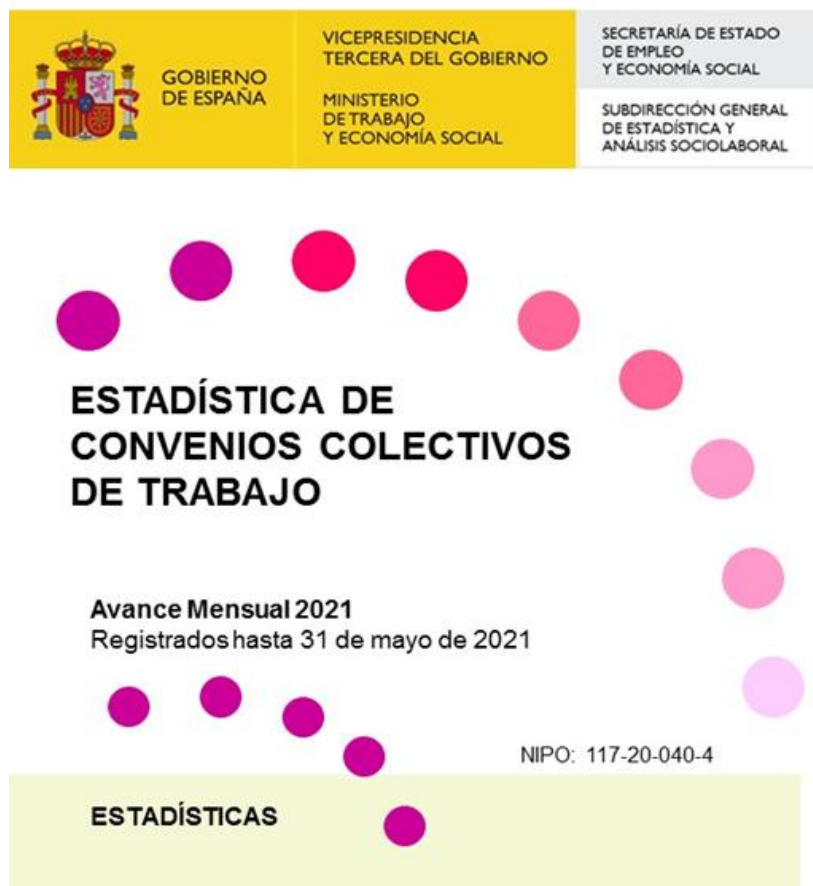 GOBIERNO
DE ESPAÑA
VICEPRESIDENCIA
TERCERA DEL GOBIERNO
MINISTERIO
DE TRABAJO
Y ECONOMÍA SOCIAL
SECRETARÍA DE ESTADO
DE EMPLEO
Y ECONOMÍA SOCIAL
SUBDIRECCIÓN GENERAL
DE ESTADÍSTICA Y
ANÁLISIS SOCIOLABORAL
ESTADÍSTICA DE
CONVENIOS COLECTIVOS
DE TRABAJO
Avance Mensual 2021
Registrados hasta 31 de mayo de 2021
NIPO: 117-20-040-4
ESTADÍSTICAS